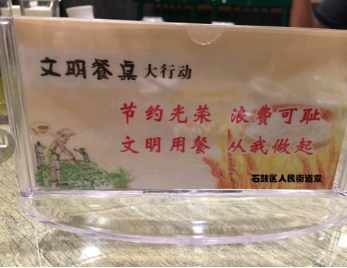 文明餐桌大行动
节约光荣 浪费可耻
文明用餐 从我做起
石鼓区人民街道宣